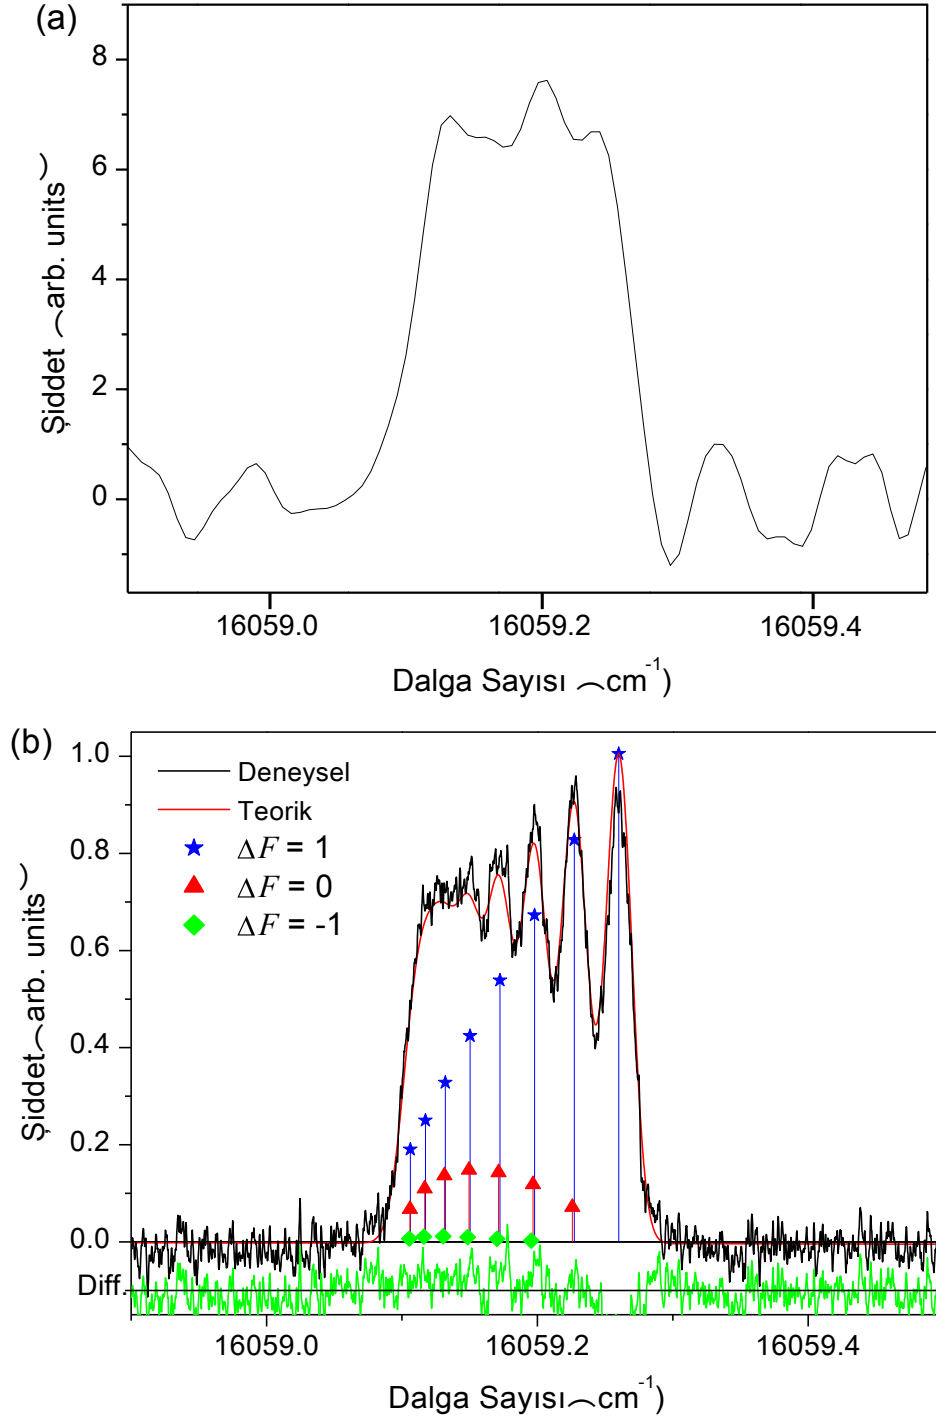 (a)
8
6
4
2
0
Şiddet (arb. units)
16059.0 16059.2 16059.4
Dalga Sayısı (cm⁻¹)
(b)
1.0
0.8
0.6
0.4
0.2
0.0
Diff.
Şiddet(arb. units)
Deneysel
Teorik
ΔF = 1
ΔF = 0
ΔF = -1
16059.0 16059.2 16059.4
Dalga Sayısı(cm⁻¹)